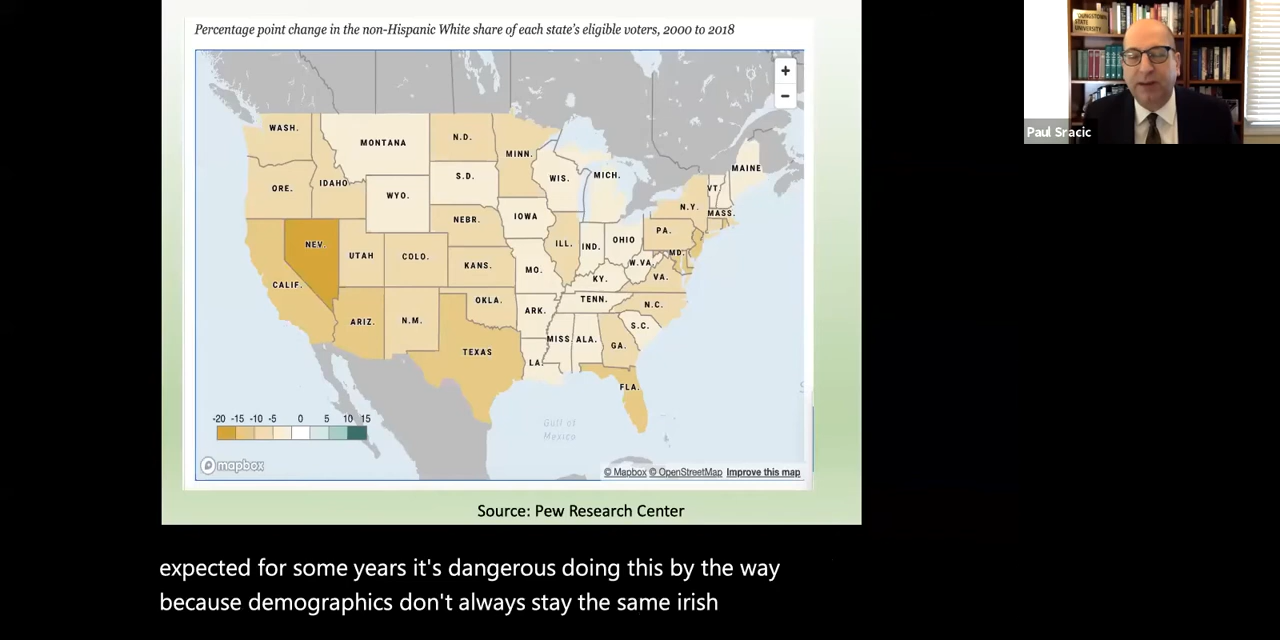 Percentage point change in the non-Hispanic White share of each state's eligible voters, 2000 to 2018
+
−
WASH.
MONTANA
N.D.
MINN.
MAINE
ORE.
IDAHO
WYO.
S.D.
WIS.
MICH.
VT
N.Y.
MASS.
NEV.
UTAH
COLO.
NEBR.
IOWA
ILL.
IND.
OHIO
PA.
MD.
CALIF.
KANS.
MO.
KY.
W.VA.
VA.
ARIZ.
N.M.
OKLA.
ARK.
TENN.
N.C.
TEXAS
LA.
MISS
ALA.
GA.
S.C.
FLA.
Gulf of
Mexico
-20 -15 -10 -5 0 5 10 15
mapbox
© Mapbox © OpenStreetMap Improve this map
Source: Pew Research Center
YOUNGSTOWN
STATE
UNIVERSITY
Paul Sracic
expected for some years it's dangerous doing this by the way
because demographics don't always stay the same irish